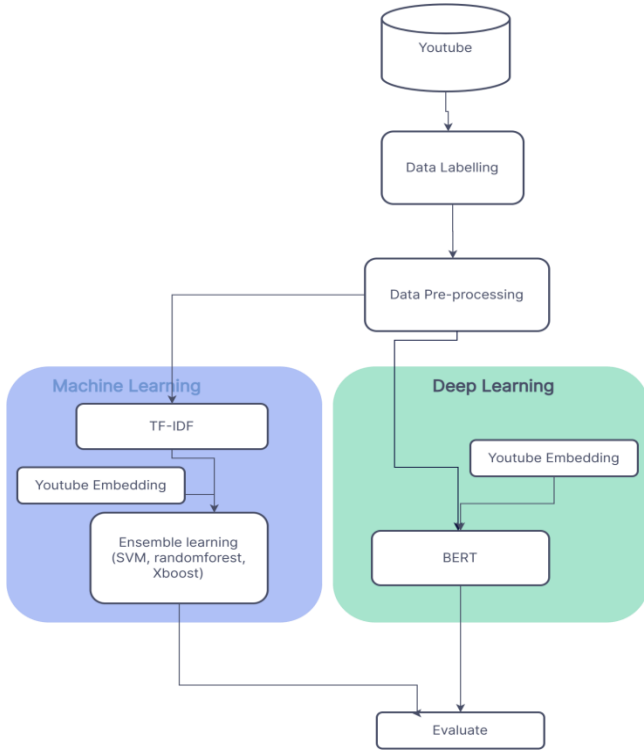 Youtube
Data Labelling
Data Pre-processing
Machine Learning
TF-IDF
Youtube Embedding
Ensemble learning
(SVM, randomforest,
Xboost)
Deep Learning
Youtube Embedding
BERT
Evaluate